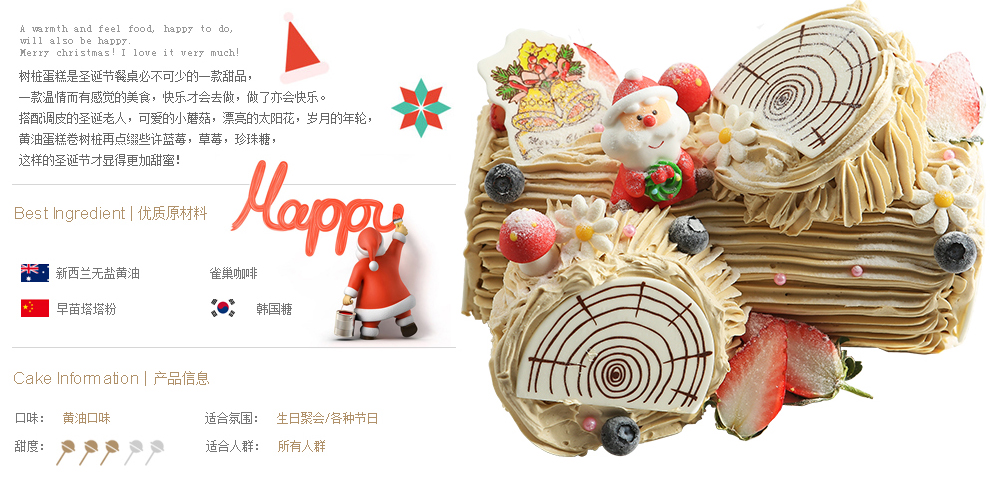 A warmth and feel food, happy to do,
will also be happy.
Merry christmas! I love it very much!
树桩蛋糕是圣诞节餐桌必不可少的一款甜品，
一款温情而有感觉的美食，快乐才会去做，做了亦会快乐。
搭配调皮的圣诞老人，可爱的小蘑菇，漂亮的太阳花，岁月的年轮，
黄油蛋糕卷树桩再点缀些许蓝莓，草莓，珍珠糖，
这样的圣诞节才显得更加甜蜜！
Happy
Best Ingredient | 优质原材料
新西兰无盐黄油 雀巢咖啡
早苗塔塔粉 韩国糖
Cake Information | 产品信息
口味： 黄油口味 适合氛围： 生日聚会/各种节日
甜度： 适合人群： 所有人群